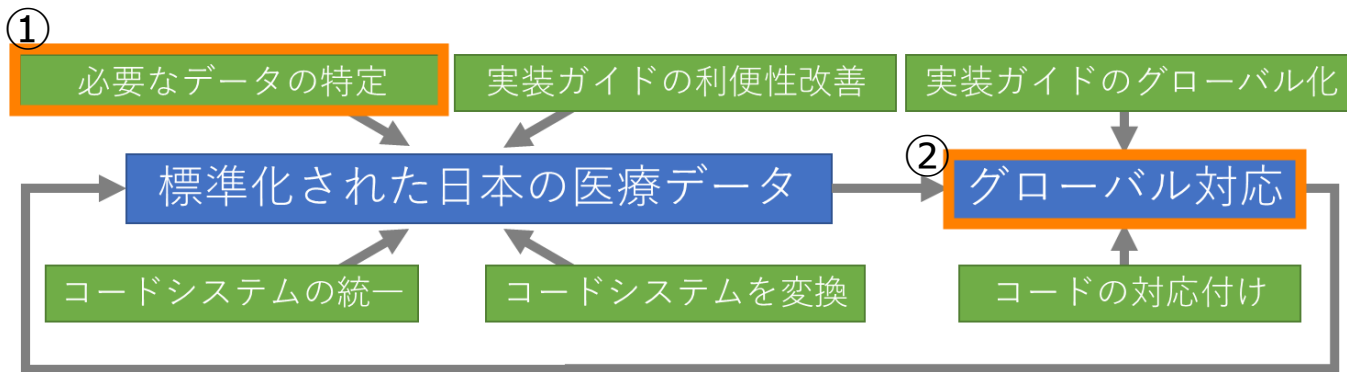 ①
必要なデータの特定
実装ガイドの利便性改善
実装ガイドのグローバル化
標準化された日本の医療データ
②
グローバル対応
コードシステムの統一
コードシステムを変換
コードの対応付け